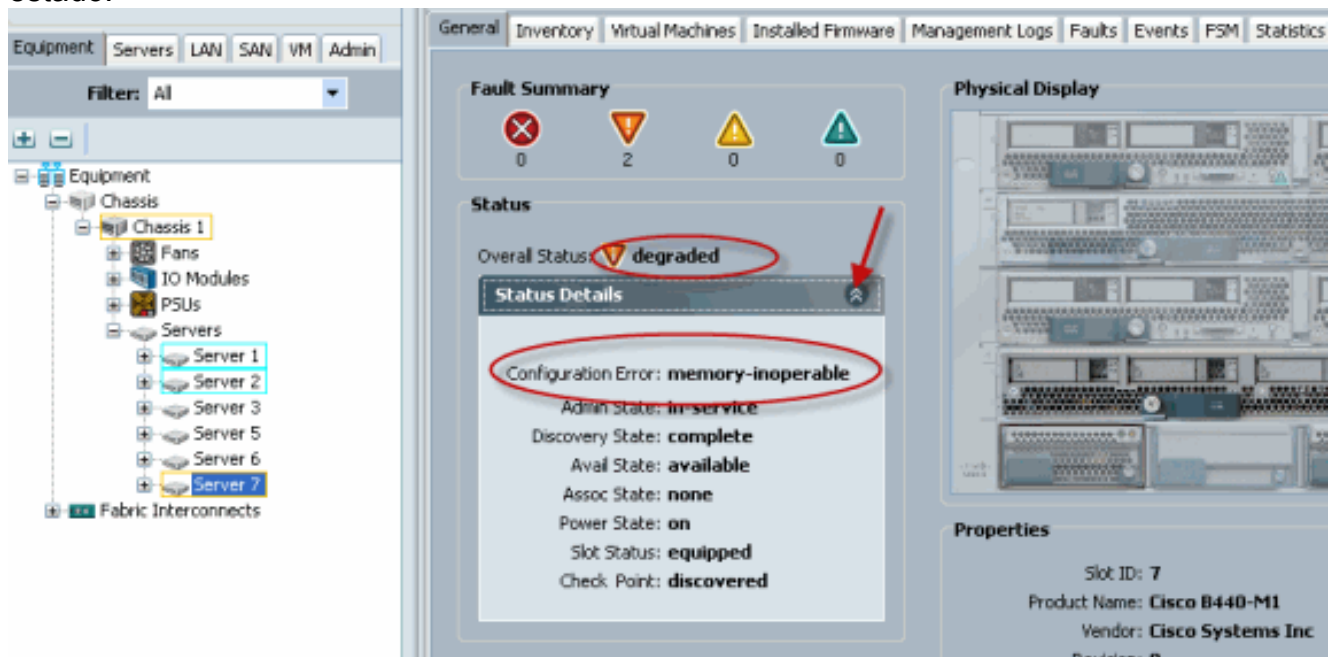 estado.
Equipment Servers LAN SAN VM Admin
Filter: All
Equipment
Chassis
Chassis 1
Fans
IO Modules
PSUs
Servers
Server 1
Server 2
Server 3
Server 5
Server 6
Server 7
Fabric Interconnects
General Inventory Virtual Machines Installed Firmware Management Logs Faults Events FSM Statistics
Fault Summary
0 2 0 0
Status
Overall Status: degraded
Status Details
Configuration Error: memory-inoperable
Admin State: in-service
Discovery State: complete
Avail State: available
Assoc State: none
Power State: on
Slot Status: equipped
Check Point: discovered
Physical Display
Properties
Slot ID: 7
Product Name: Cisco B440-M1
Vendor: Cisco Systems Inc